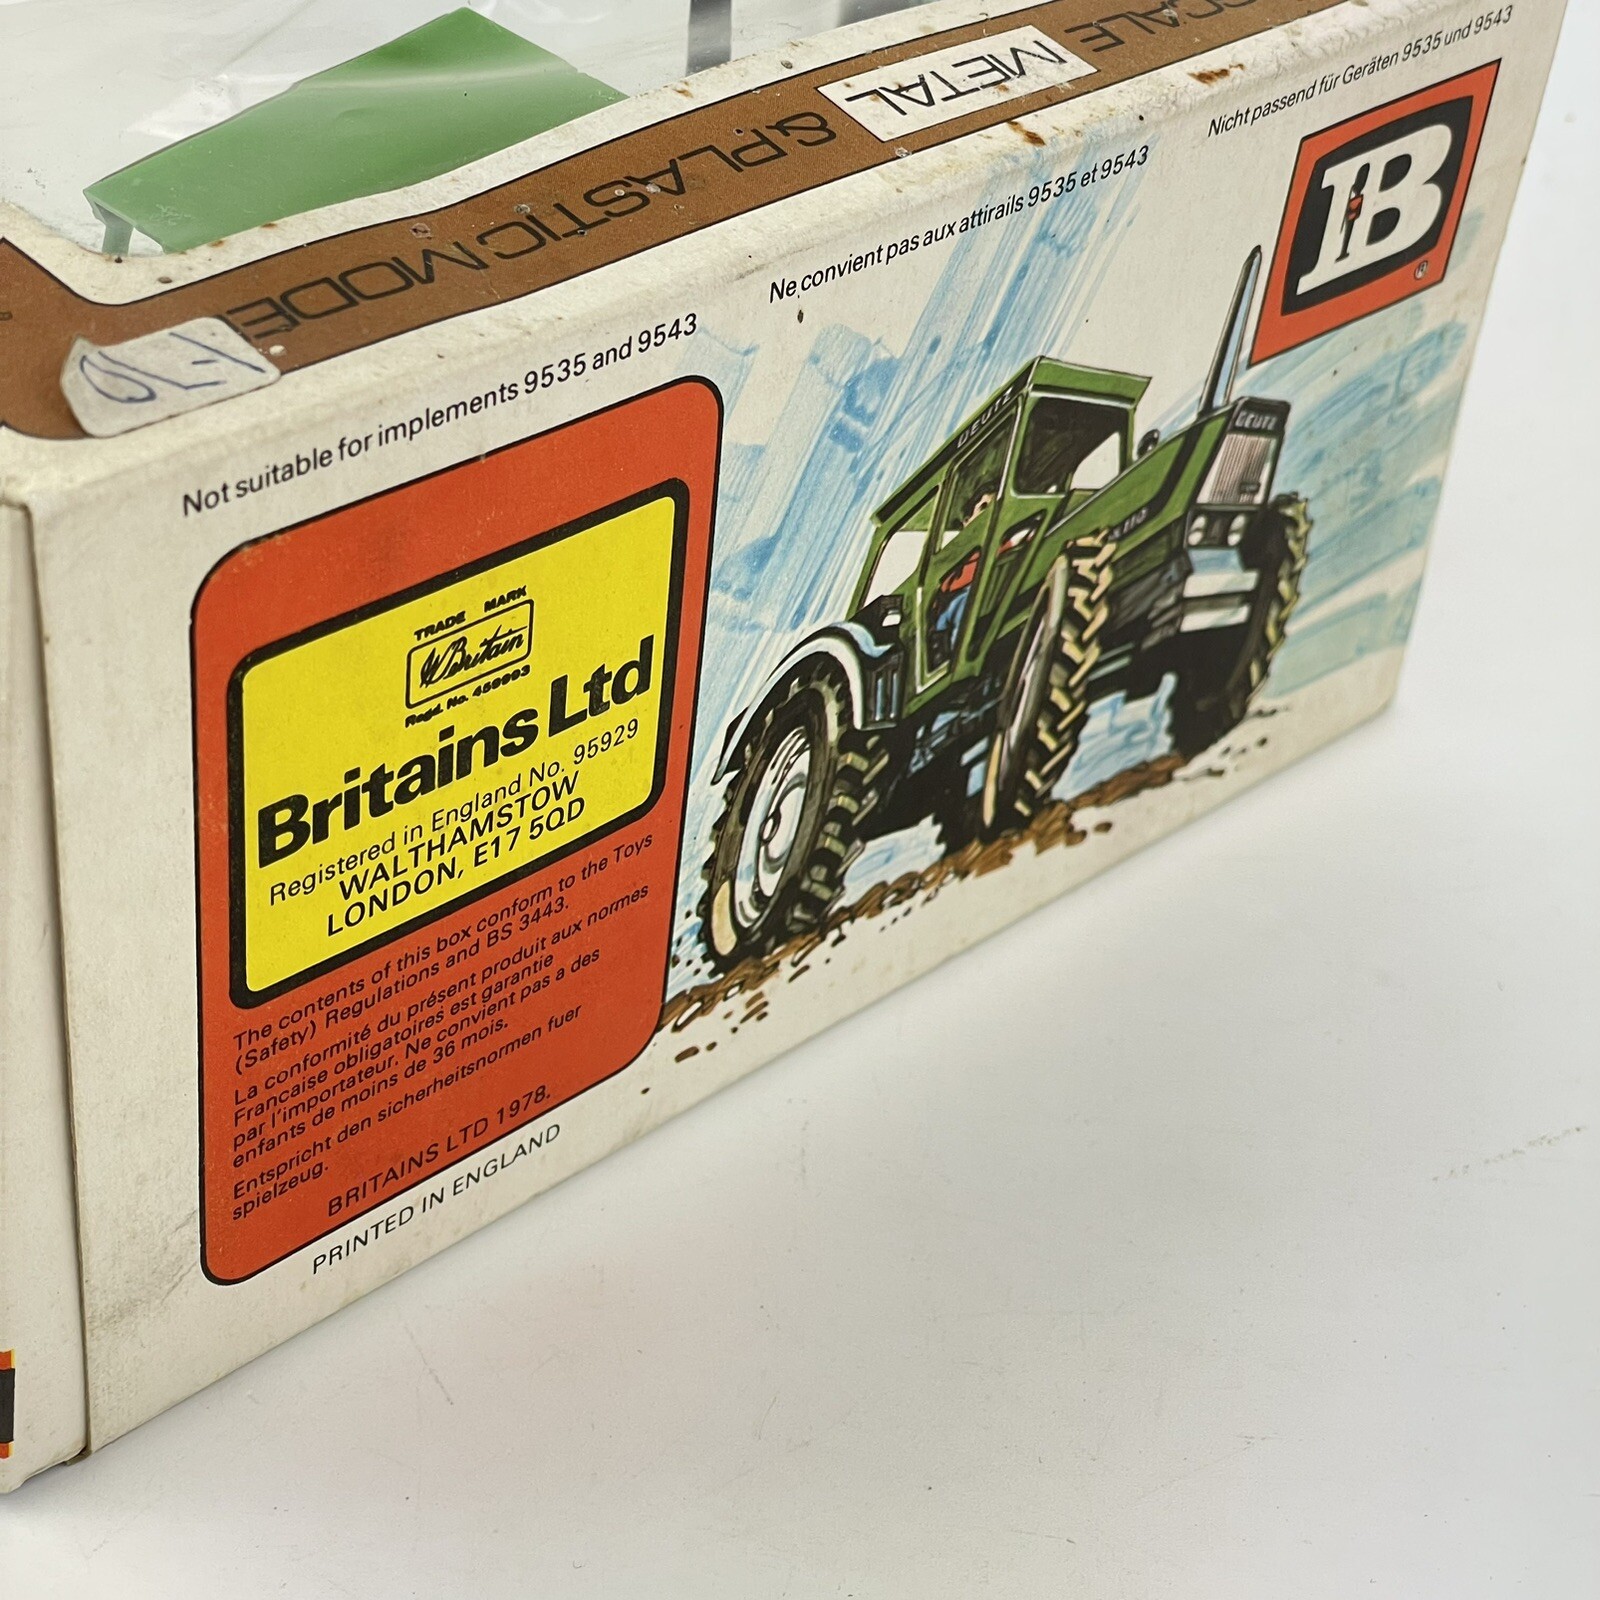 SCALE METAL & PLASTIC MODEL
Not suitable for implements 9535 and 9543
Ne convient pas aux attirails 9535 et 9543
Nicht passend für Geräten 9535 und 9543
B
®
DEUTZ
DEUTZ
110
TRADE MARK
W Britain
Regd. No. 459993
Britains Ltd
Registered in England No. 95929
WALTHAMSTOW
LONDON, E17 5QD
The contents of this box conform to the Toys
(Safety) Regulations and BS 3443.
La conformité du présent produit aux normes
Francaise obligatoires est garantie
par l'importateur. Ne convient pas a des
enfants de moins de 36 mois.
Entspricht den sicherheitsnormen fuer
spielzeug.
BRITAINS LTD 1978.
PRINTED IN ENGLAND